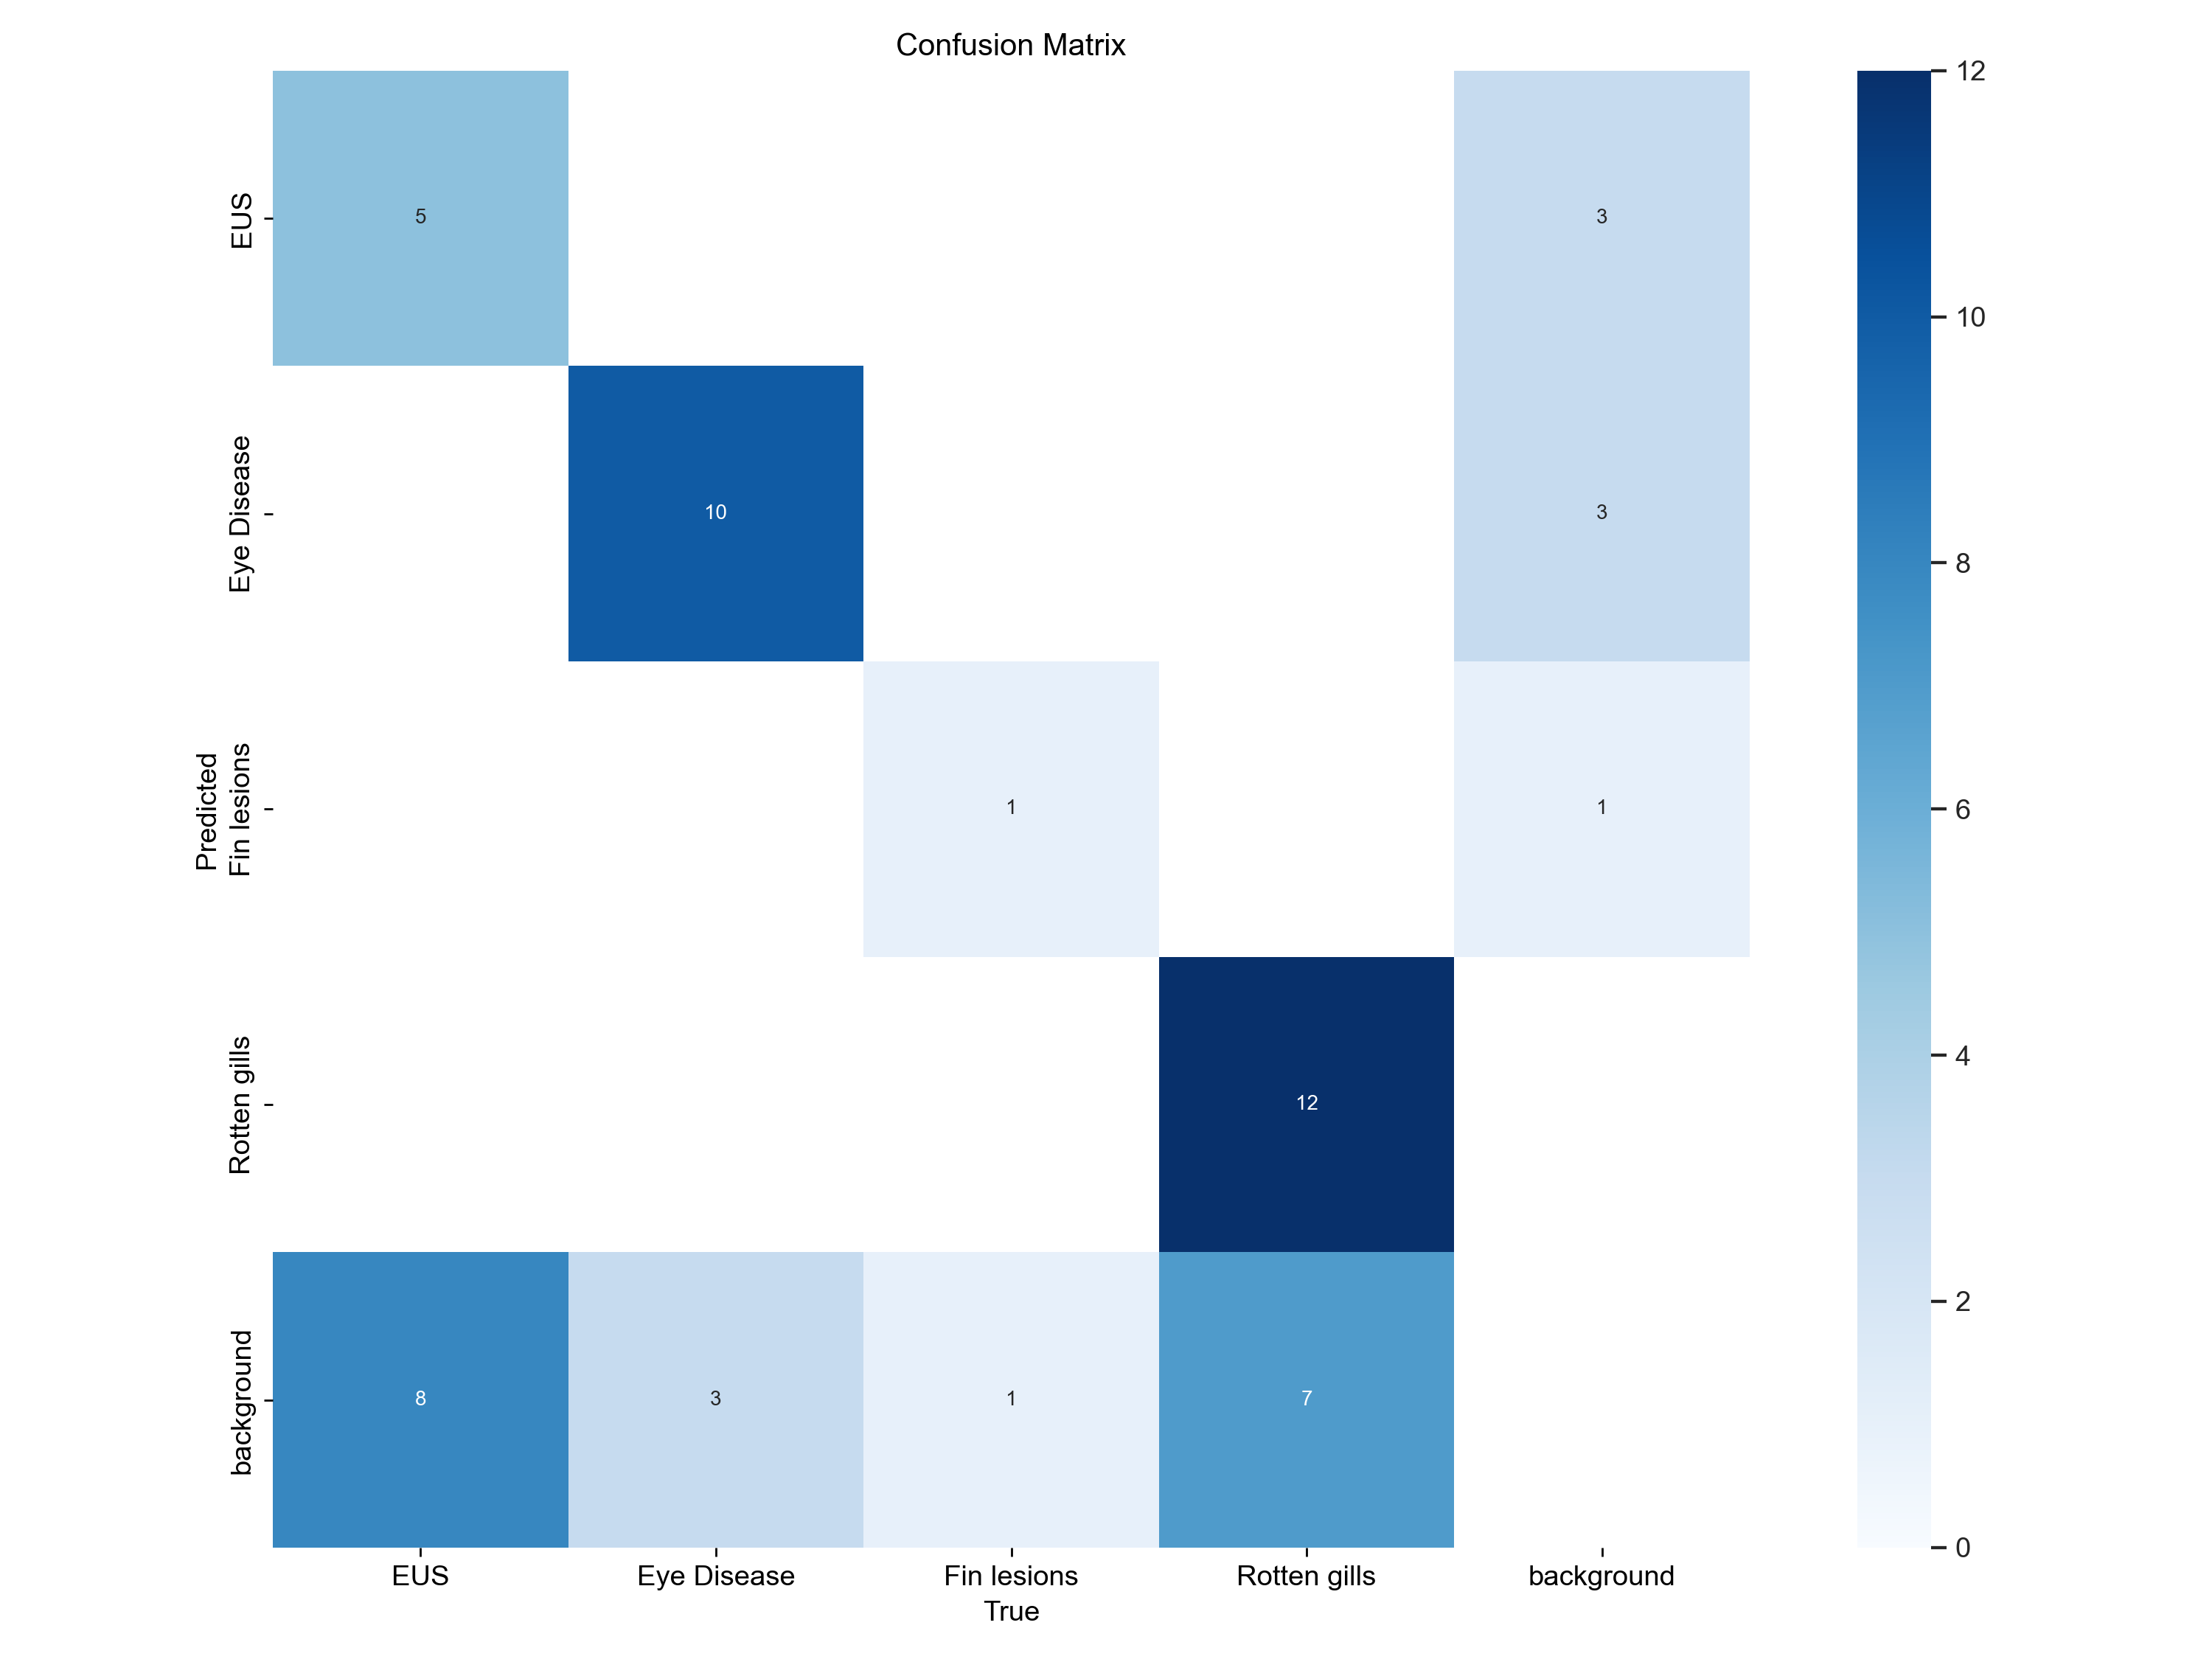 Confusion Matrix
12
EUS
5
3
10
Eye Disease
10
3
8
Predicted
Fin lesions
1
1
6
Rotten gills
12
4
2
background
8
3
1
7
0
EUS
Eye Disease
Fin lesions
Rotten gills
background
True